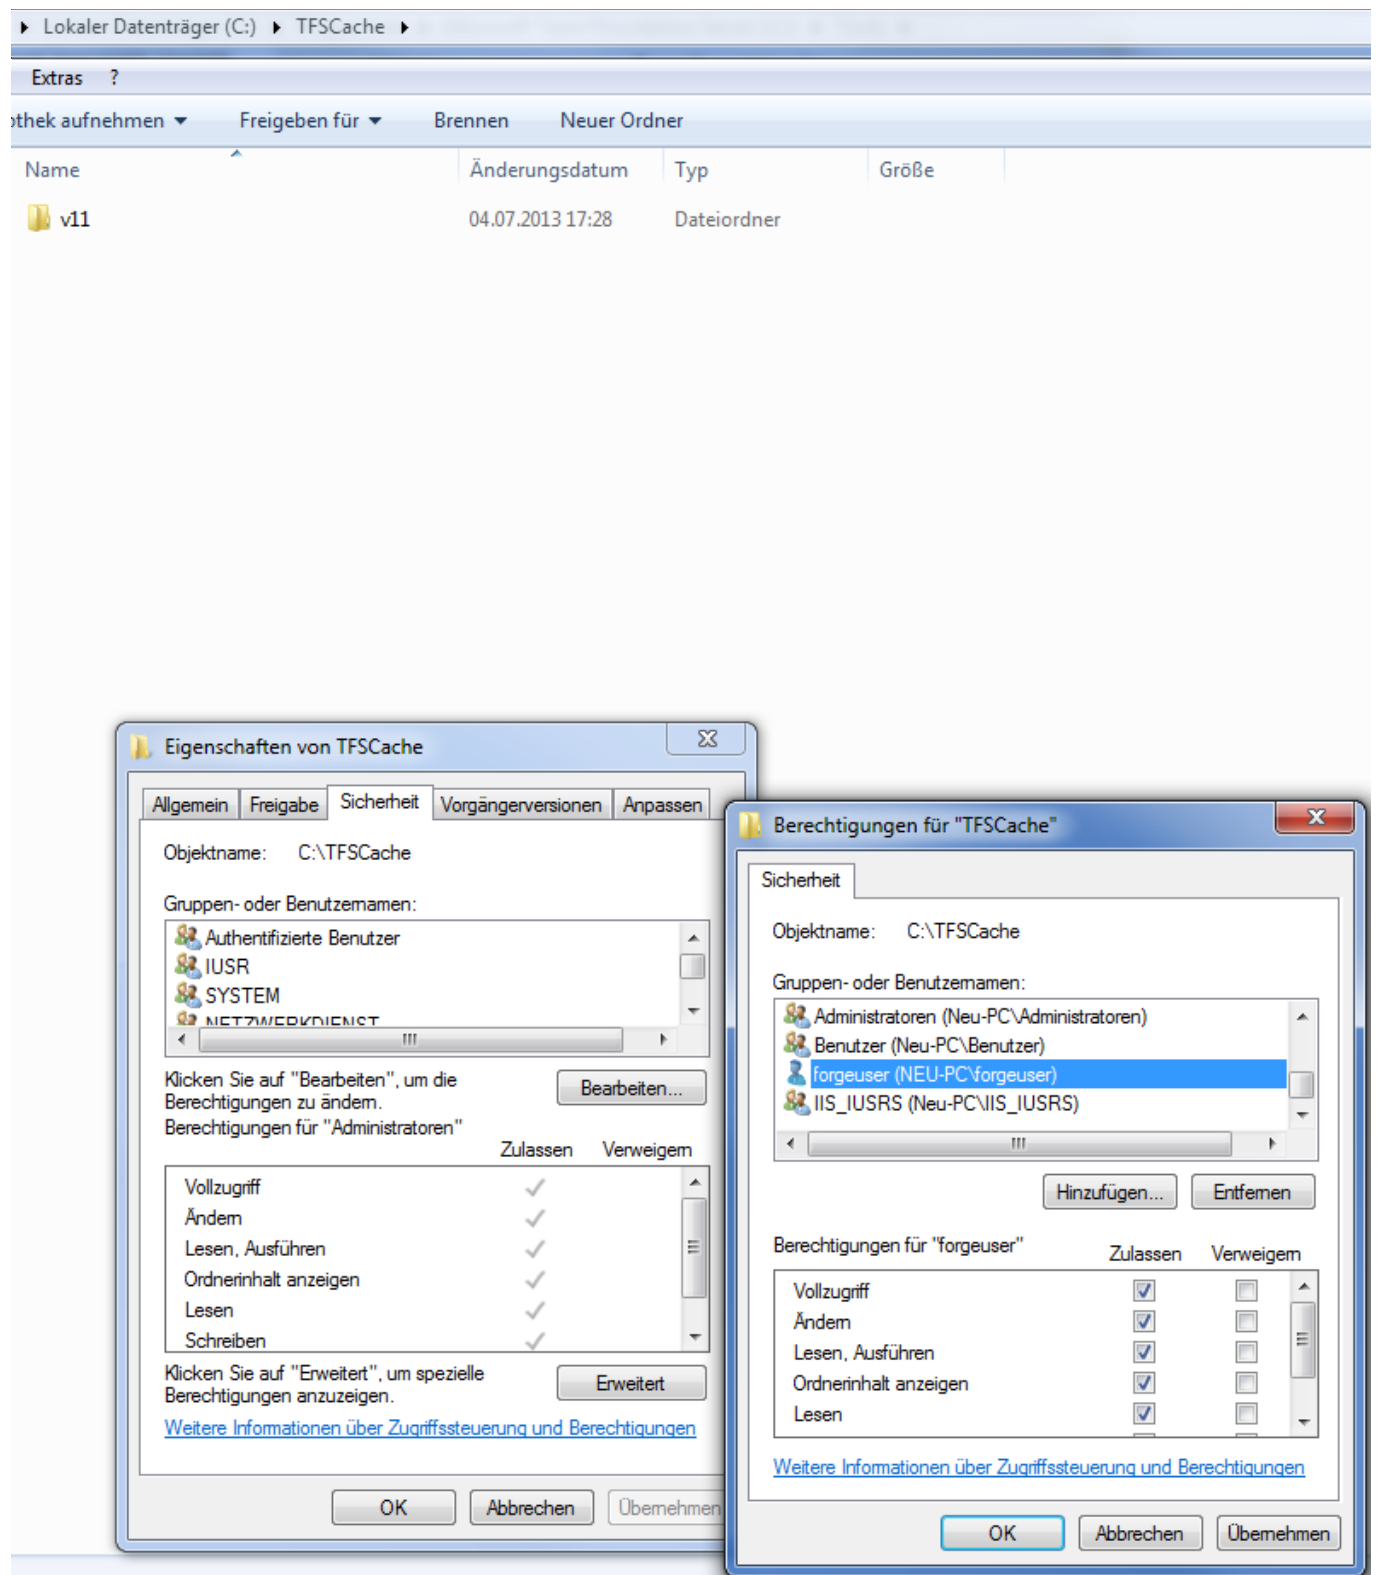 Lokaler Datenträger (C:) TFSCache
Extras ?
othek aufnehmen Freigeben für Brennen Neuer Ordner
Name Änderungsdatum Typ Größe
v11 04.07.2013 17:28 Dateiordner
Eigenschaften von TFSCache
Allgemein Freigabe Sicherheit Vorgängerversionen Anpassen
Objektname: C:\TFSCache
Gruppen- oder Benutzernamen:
Authentifizierte Benutzer
IUSR
SYSTEM
NETZWERKDIENST
Klicken Sie auf "Bearbeiten", um die
Berechtigungen zu ändern.
Bearbeiten...
Berechtigungen für "Administratoren"
Zulassen Verweigern
Vollzugriff
Ändern
Lesen, Ausführen
Ordnerinhalt anzeigen
Lesen
Schreiben
Klicken Sie auf "Erweitert", um spezielle
Berechtigungen anzuzeigen.
Erweitert
Weitere Informationen über Zugriffssteuerung und Berechtigungen
OK Abbrechen Übernehmen
Berechtigungen für "TFSCache"
Sicherheit
Objektname: C:\TFSCache
Gruppen- oder Benutzernamen:
Administratoren (Neu-PC\Administratoren)
Benutzer (Neu-PC\Benutzer)
forgeuser (NEU-PC\forgeuser)
IIS_IUSRS (Neu-PC\IIS_IUSRS)
Hinzufügen... Entfernen
Berechtigungen für "forgeuser" Zulassen Verweigern
Vollzugriff
Ändern
Lesen, Ausführen
Ordnerinhalt anzeigen
Lesen
Weitere Informationen über Zugriffssteuerung und Berechtigungen
OK Abbrechen Übernehmen